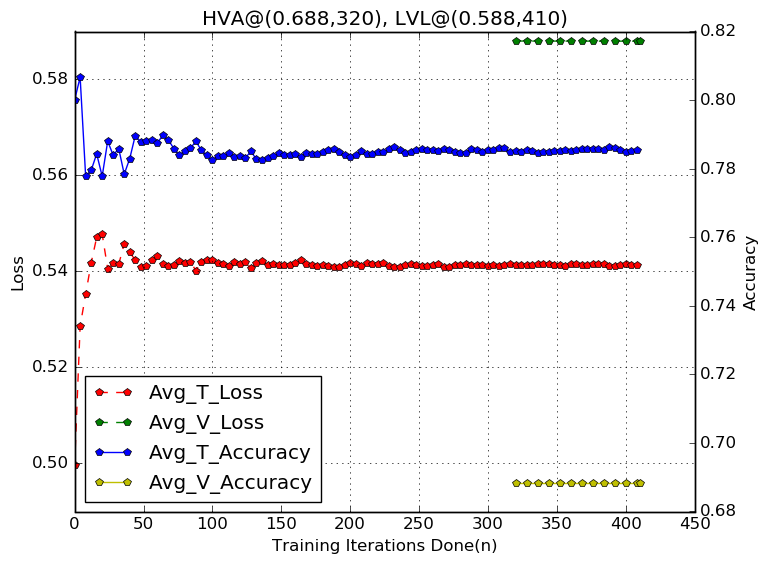 HVA@(0.688,320), LVL@(0.588,410)
0.58
0.56
0.54
0.52
0.50
Loss
0.82
0.80
0.78
0.76
0.74
0.72
0.70
0.68
Accuracy
Avg_T_Loss
Avg_V_Loss
Avg_T_Accuracy
Avg_V_Accuracy
0 50 100 150 200 250 300 350 400 450
Training Iterations Done(n)